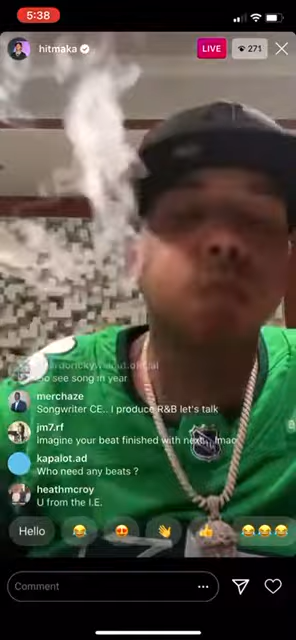 5:38
hitmaka
LIVE
271
so see song in year
merchaze
Songwriter CE.. I produce R&B let's talk
jm7.rf
Imagine your beat finished with
kapalot.ad
Who need any beats ?
heathmcroy
U from the I.E.
Hello
Comment
NHL